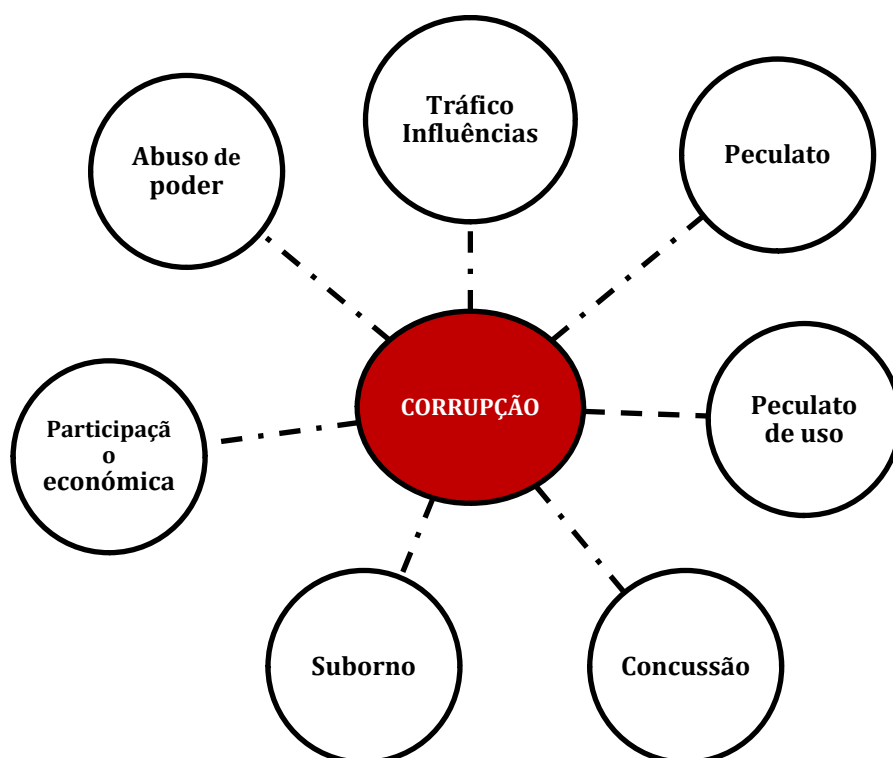 Tráfico
Influências
Abuso de
poder
Peculato
CORRUPÇÃO
Peculato
de uso
Participaçã
o
económica
Suborno
Concussão